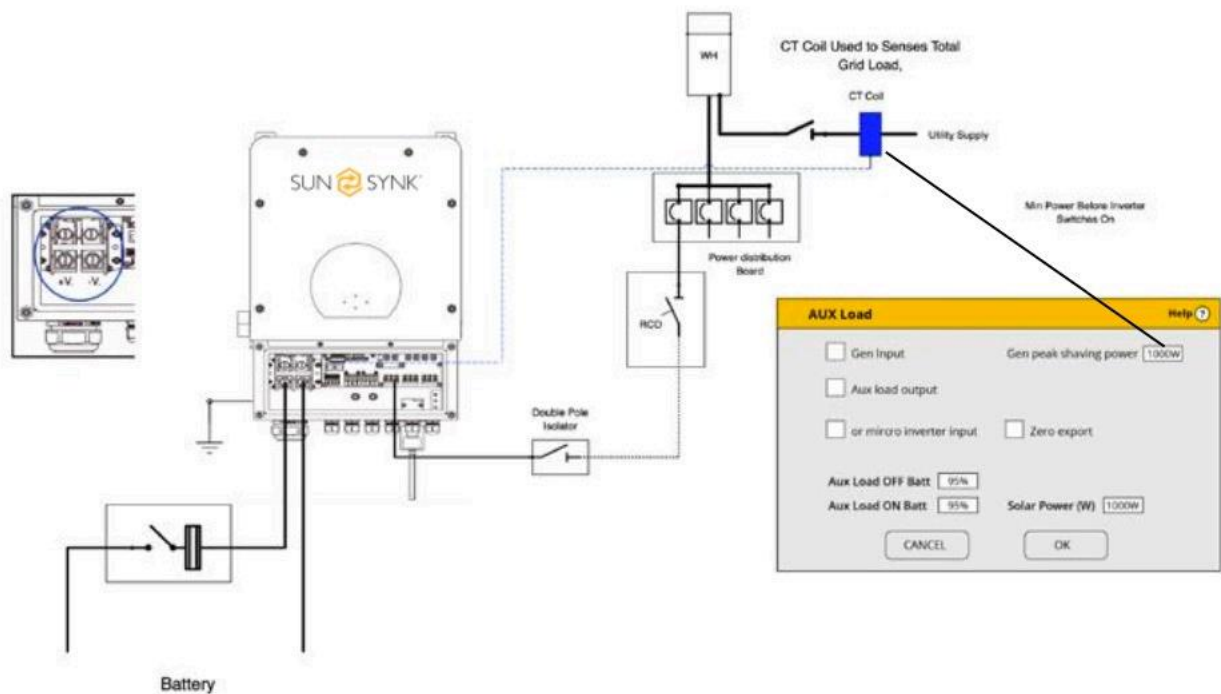 WH
CT Coil Used to Senses Total
Grid Load,
CT Coil
Utility Supply
SUN SYNK
+V. -V.
Min Power Before Inverter
Switches On
Power distribution
Board
RCD
Double Pole
Isolator
Battery
AUX Load
Help ?
Gen Input
Gen peak shaving power 1000W
Aux load output
or mircro inverter input
Zero export
Aux Load OFF Batt 95%
Aux Load ON Batt 95%
Solar Power (W) 1000W
CANCEL
OK